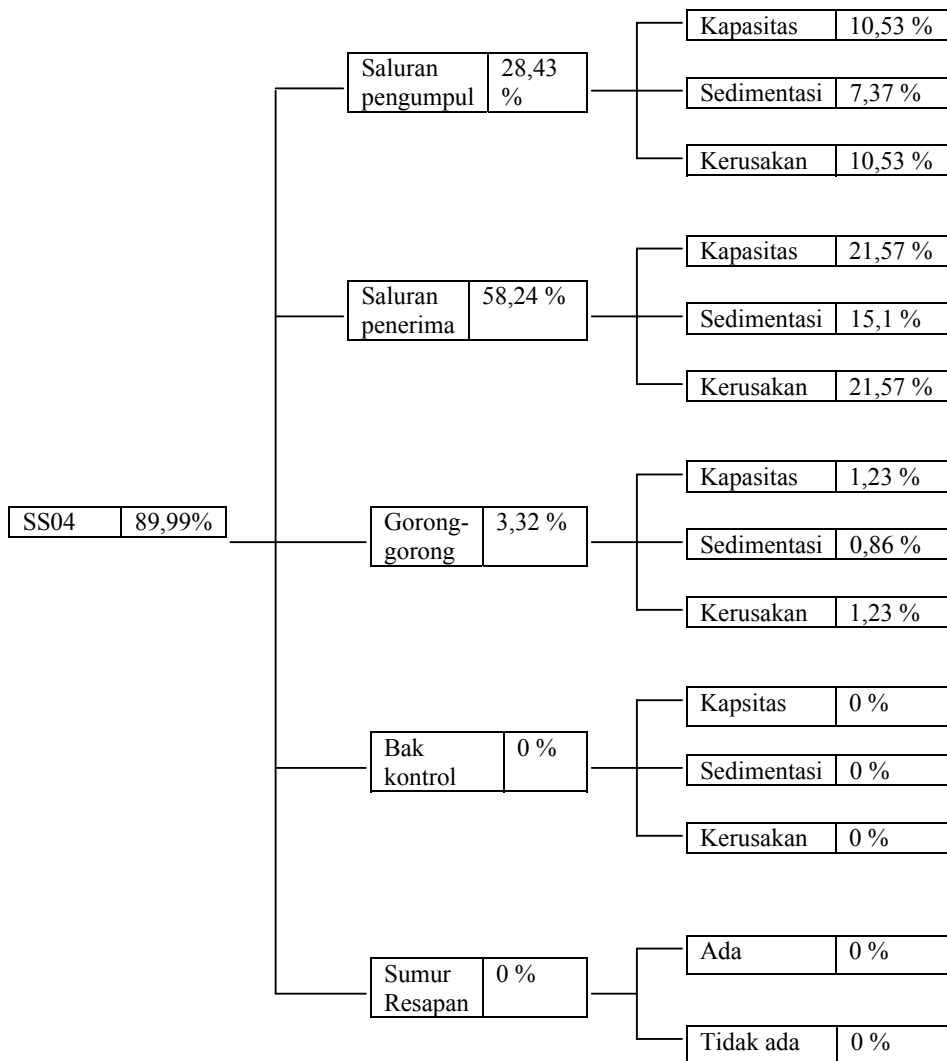 Kapasitas 10,53 %
Saluran pengumpul 28,43 %
Sedimentasi 7,37 %
Kerusakan 10,53 %
Kapasitas 21,57 %
Saluran penerima 58,24 %
Sedimentasi 15,1 %
Kerusakan 21,57 %
Kapasitas 1,23 %
SS04 89,99%
Gorong-
gorong 3,32 %
Sedimentasi 0,86 %
Kerusakan 1,23 %
Kapsitas 0 %
Bak kontrol 0 %
Sedimentasi 0 %
Kerusakan 0 %
Ada 0 %
Sumur Resapan 0 %
Tidak ada 0 %